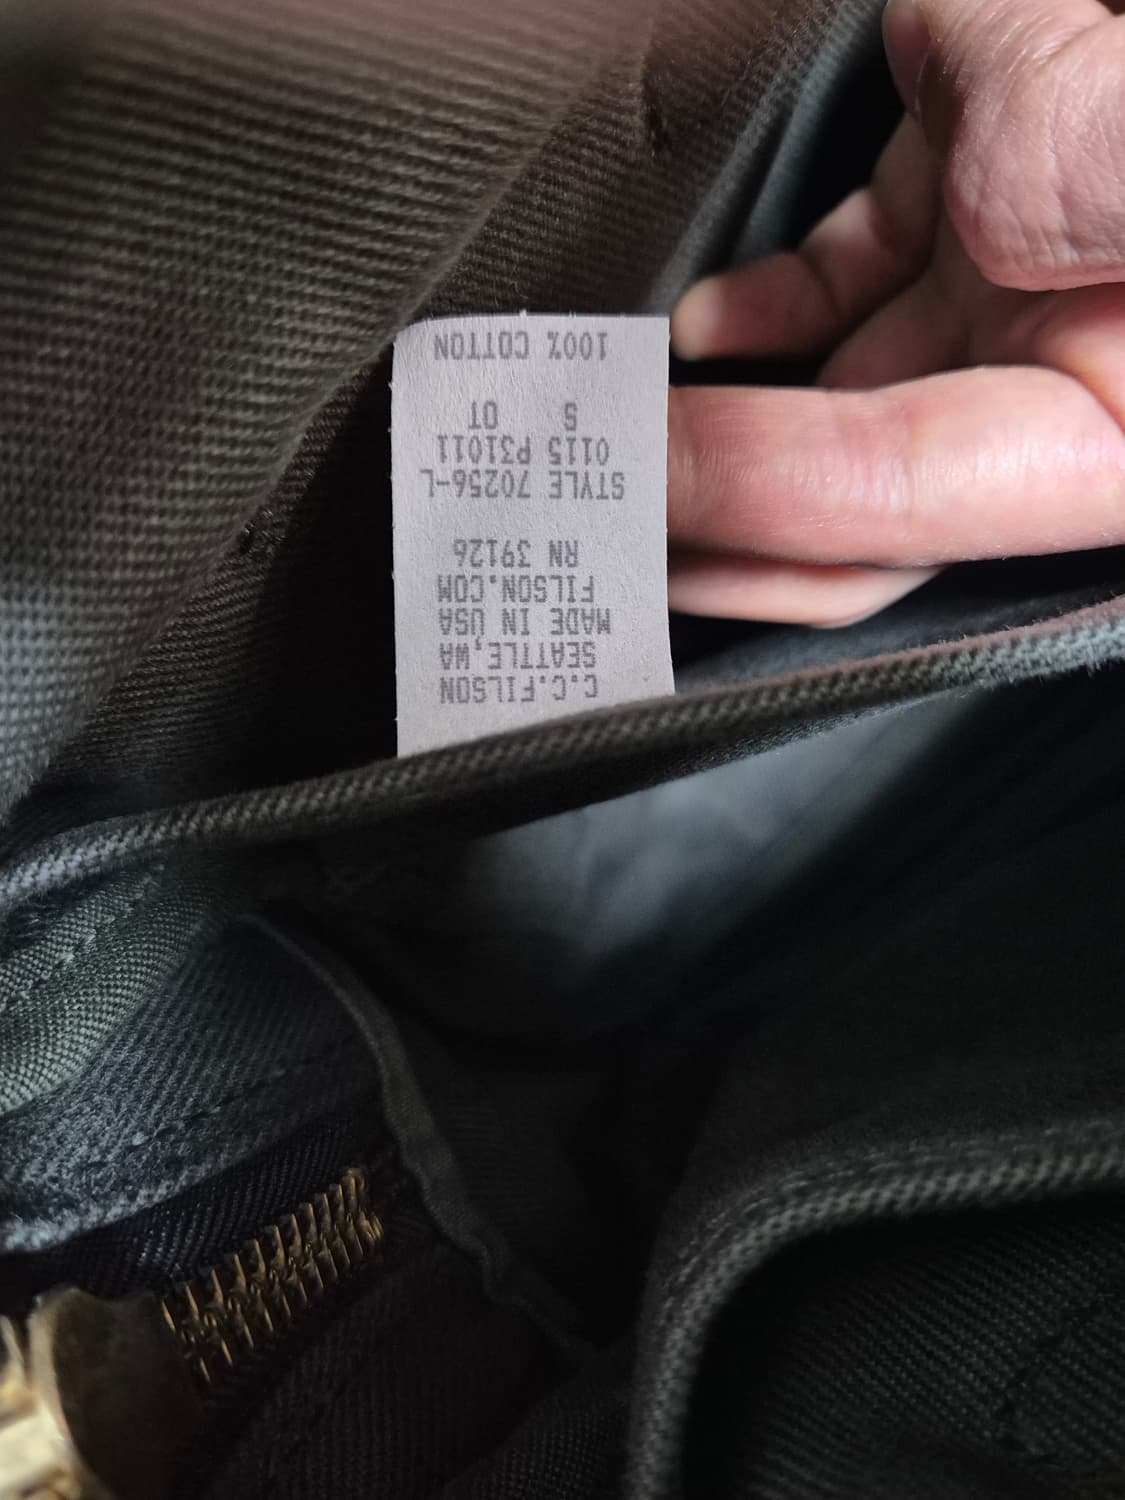 C.C.FILSON
SEATTLE,WA
MADE IN USA
FILSON.COM
RN 39126
STYLE 70256-L
0115 P31011
S OT
100% COTTON